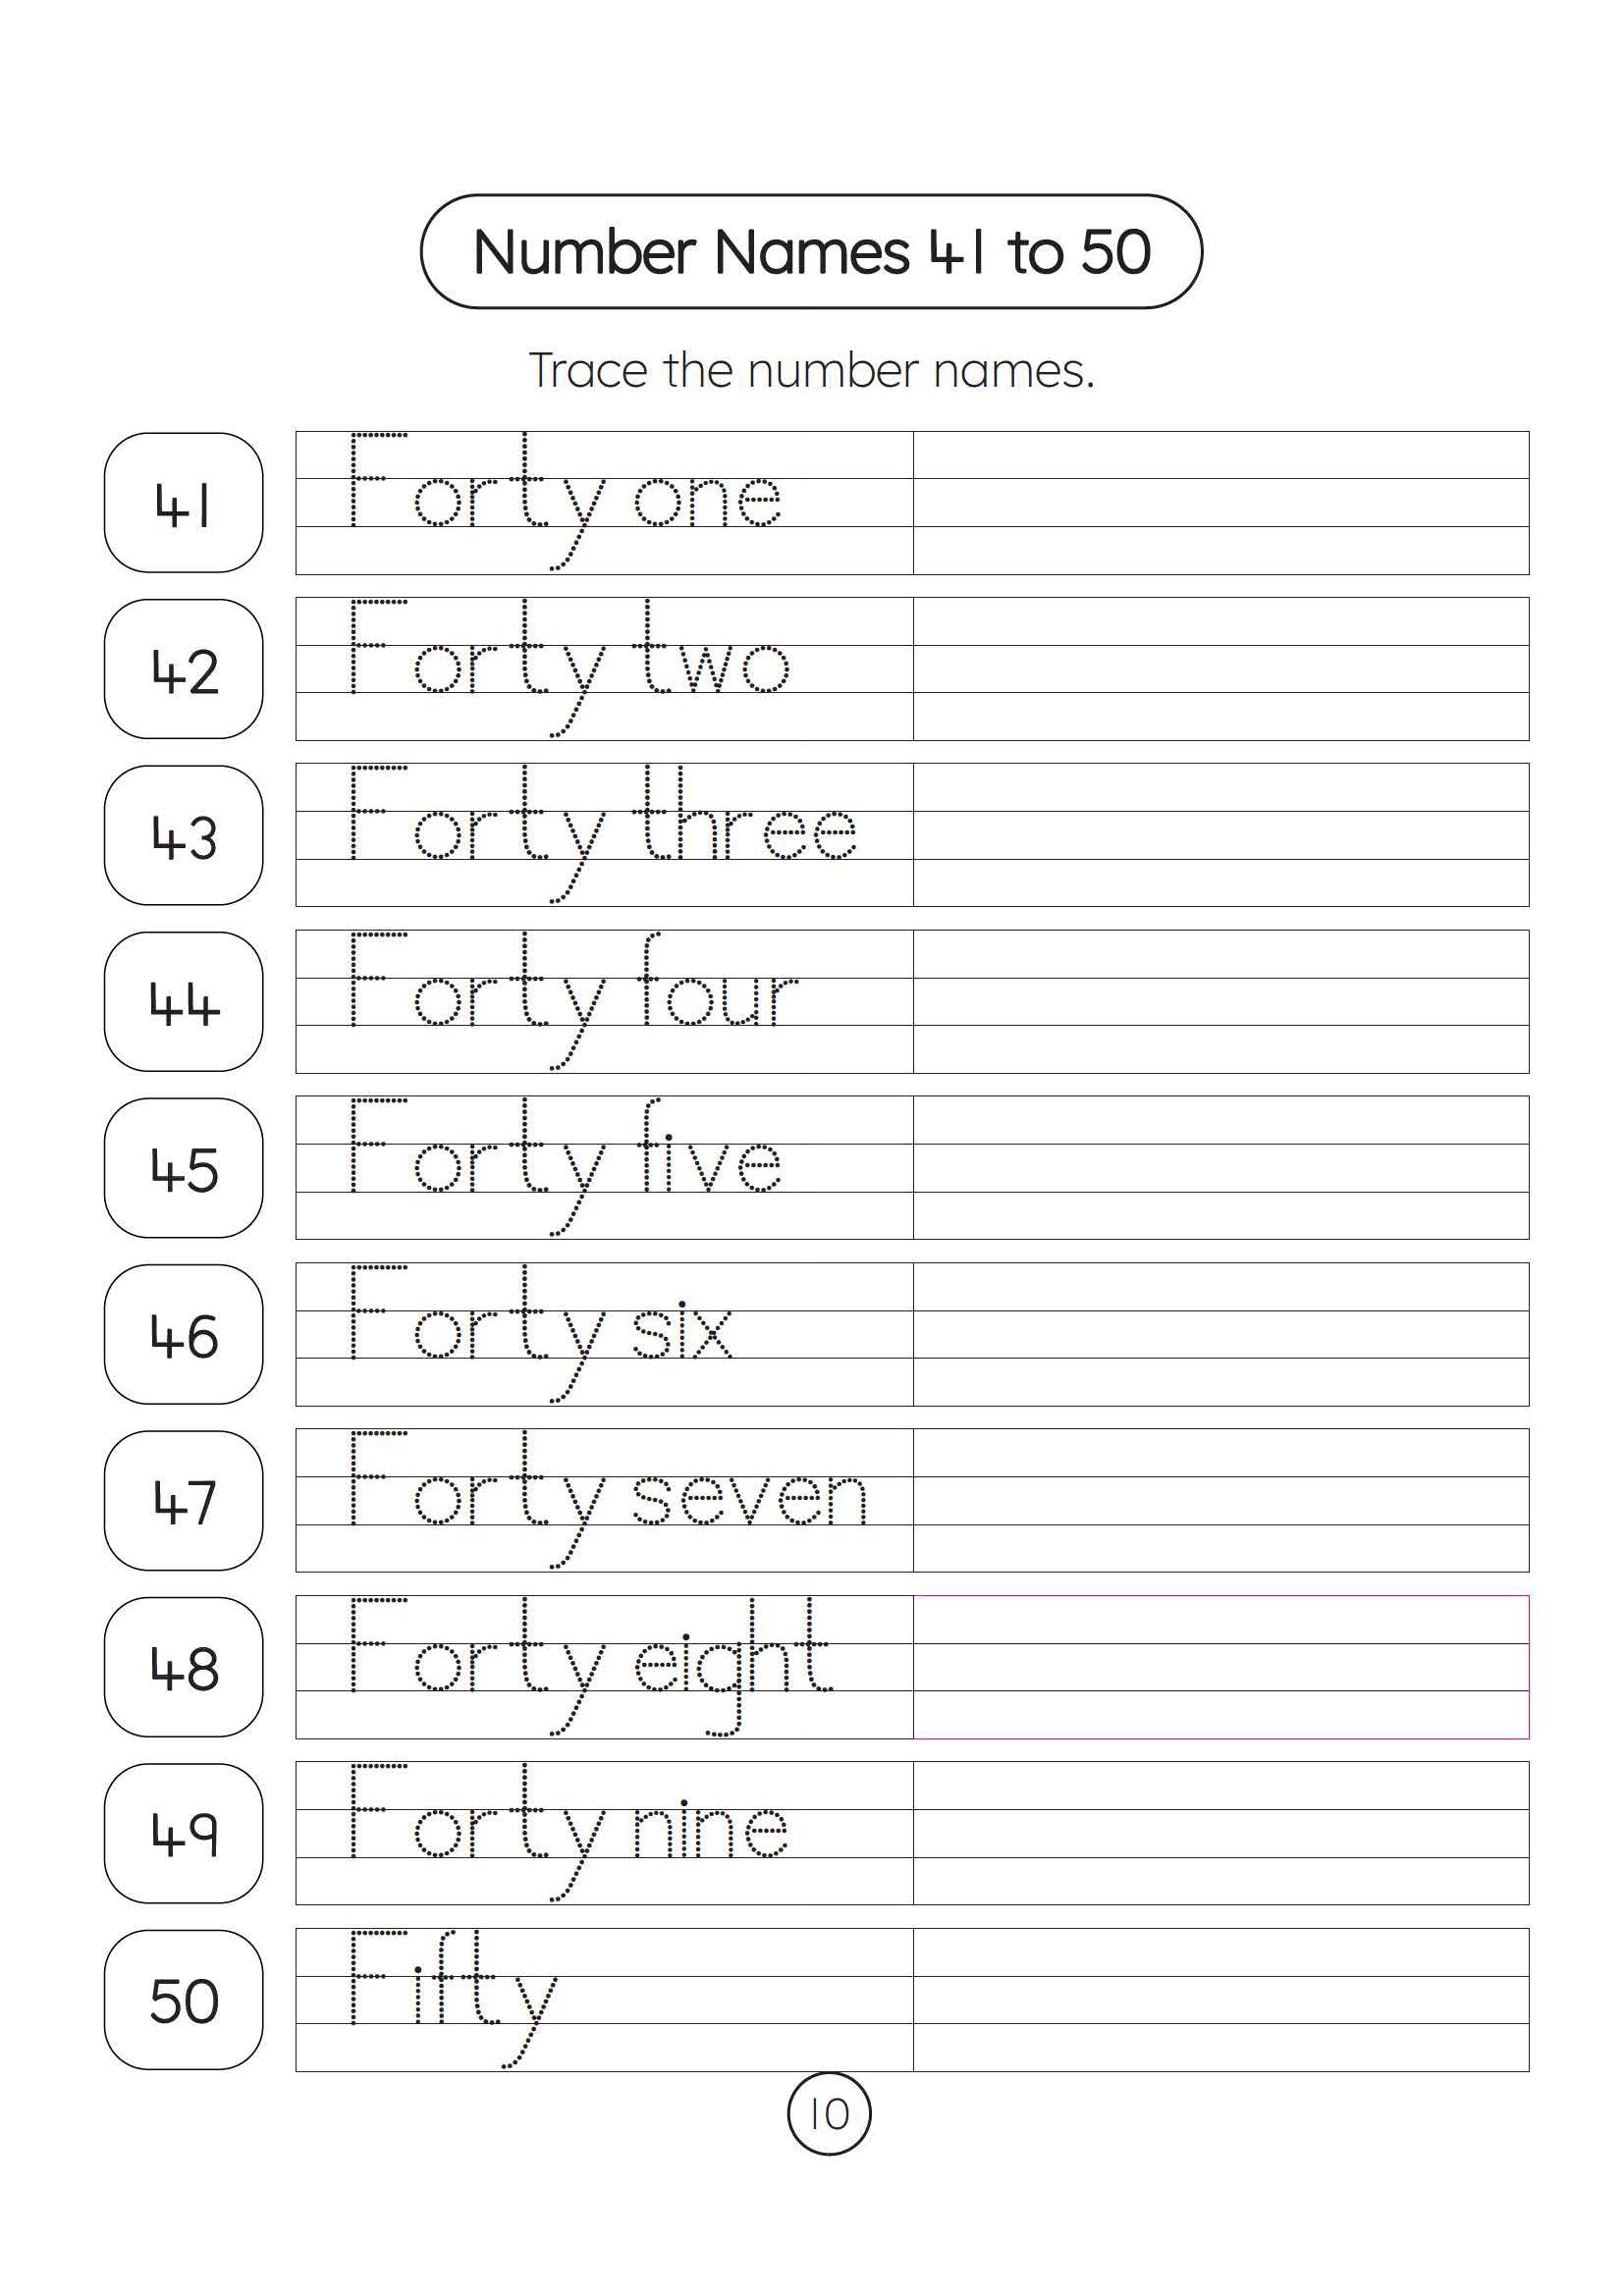 Number Names 41 to 50
Trace the number names.
41 Forty one
42 Forty two
43 Forty three
44 Forty four
45 Forty five
46 Forty six
47 Forty seven
48 Forty eight
49 Forty nine
50 Fifty
10